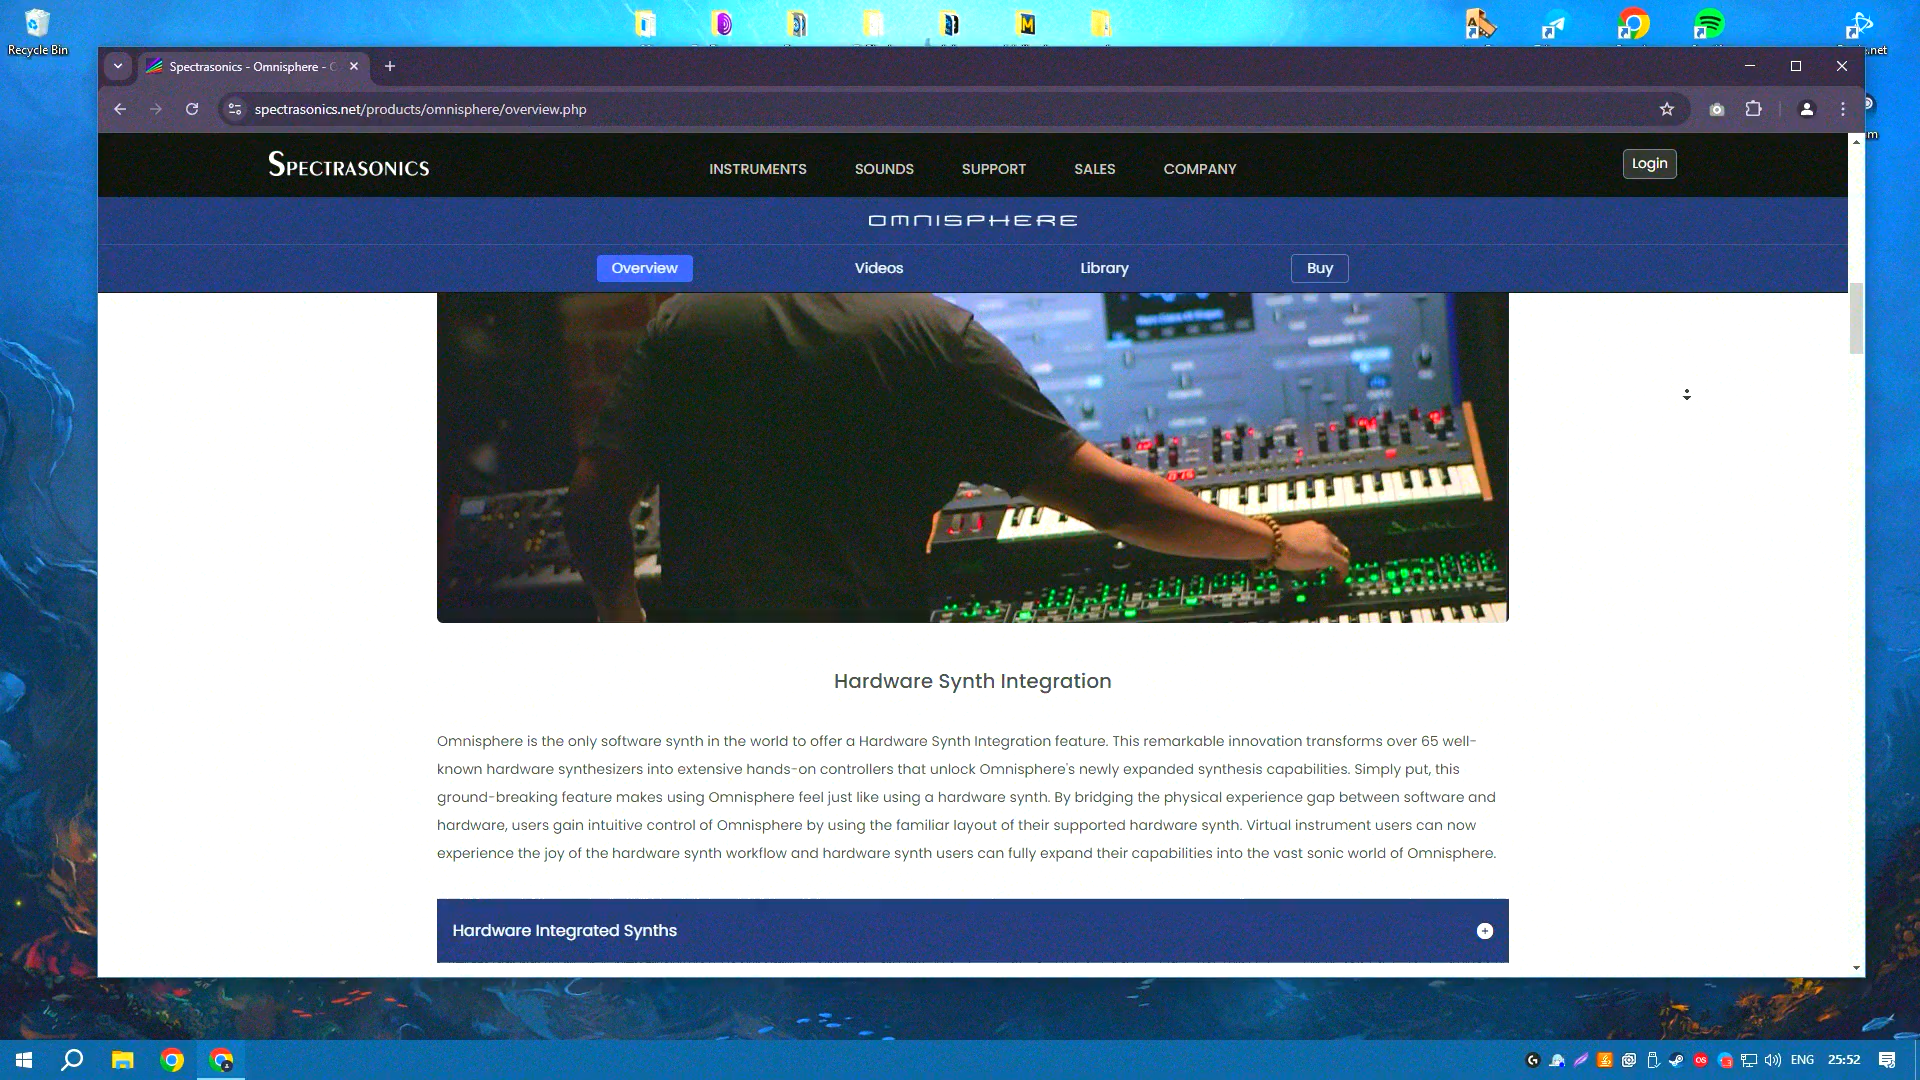 Recycle Bin
.net
Spectrasonics - Omnisphere -
spectrasonics.net/products/omnisphere/overview.php
SPECTRASONICS
INSTRUMENTS SOUNDS SUPPORT SALES COMPANY
Login
OMNISPHERE
Overview Videos Library Buy
Hardware Synth Integration
Omnisphere is the only software synth in the world to offer a Hardware Synth Integration feature. This remarkable innovation transforms over 65 well-
known hardware synthesizers into extensive hands-on controllers that unlock Omnisphere's newly expanded synthesis capabilities. Simply put, this
ground-breaking feature makes using Omnisphere feel just like using a hardware synth. By bridging the physical experience gap between software and
hardware, users gain intuitive control of Omnisphere by using the familiar layout of their supported hardware synth. Virtual instrument users can now
experience the joy of the hardware synth workflow and hardware synth users can fully expand their capabilities into the vast sonic world of Omnisphere.
Hardware Integrated Synths
ENG 25:52